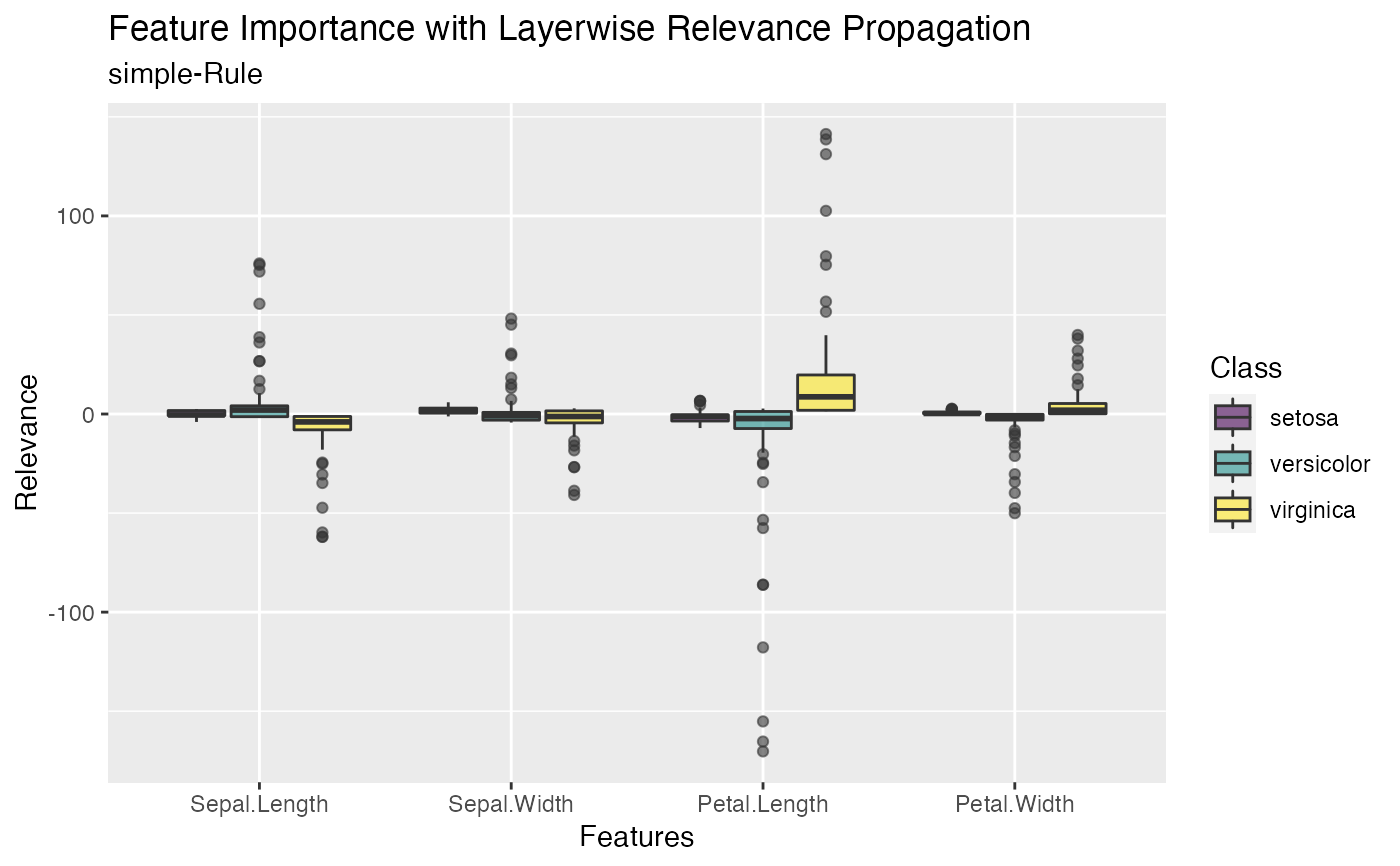 Feature Importance with Layerwise Relevance Propagation
simple-Rule
Relevance
100
0
-100
Sepal.Length
Sepal.Width
Petal.Length
Petal.Width
Features
Class
setosa
versicolor
virginica